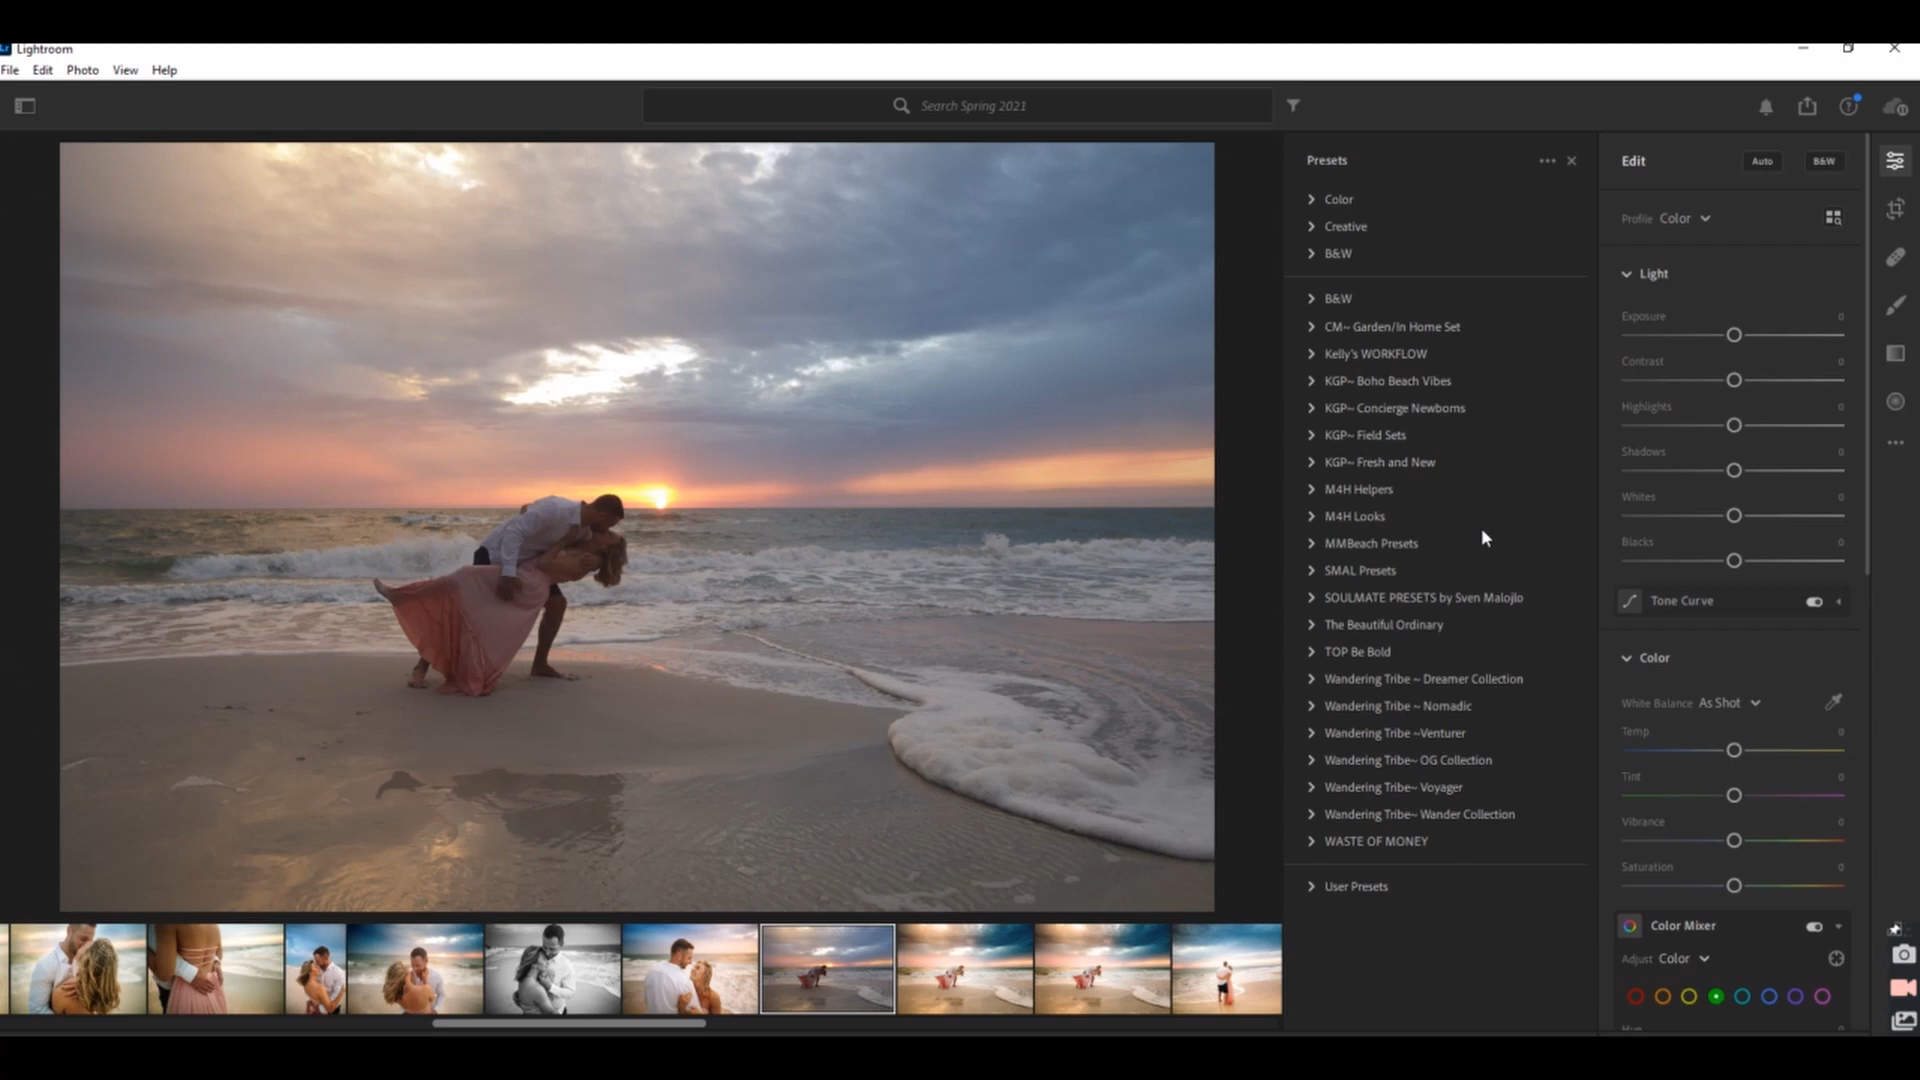 Lightroom
File Edit Photo View Help
Search Spring 2021
Presets
Color
Creative
B&W
B&W
CM~ Garden/In Home Set
Kelly's WORKFLOW
KGP~ Boho Beach Vibes
KGP~ Concierge Newborns
KGP~ Field Sets
KGP~ Fresh and New
M4H Helpers
M4H Looks
MMBeach Presets
SMAL Presets
SOULMATE PRESETS by Sven Malojlo
The Beautiful Ordinary
TOP Be Bold
Wandering Tribe ~ Dreamer Collection
Wandering Tribe ~ Nomadic
Wandering Tribe ~Venturer
Wandering Tribe~ OG Collection
Wandering Tribe~ Voyager
Wandering Tribe~ Wander Collection
WASTE OF MONEY
User Presets
Edit Auto B&W
Profile Color
Light
Exposure 0
Contrast 0
Highlights 0
Shadows 0
Whites 0
Blacks 0
Tone Curve
Color
White Balance As Shot
Temp 0
Tint 0
Vibrance 0
Saturation 0
Color Mixer
Adjust Color